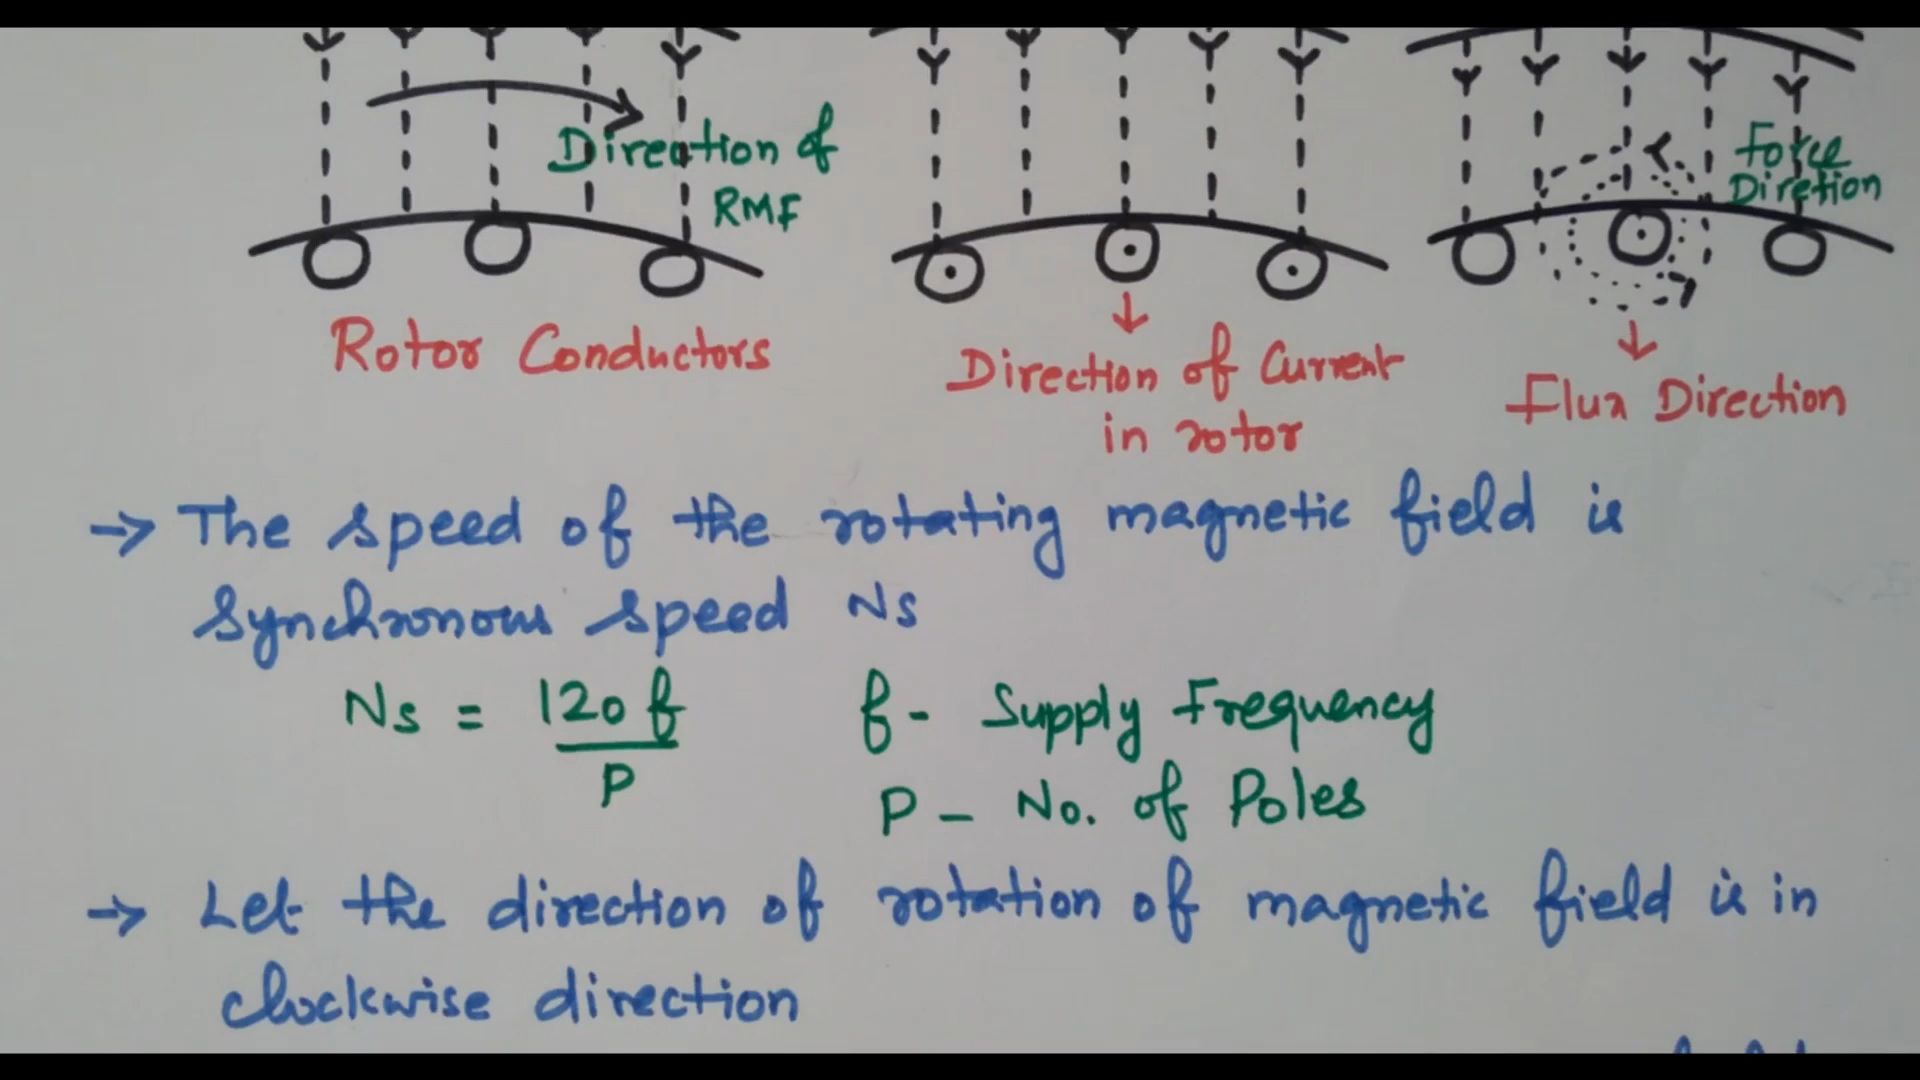 Direction of
RMF
Force
Diretion
Rotor Conductors
Direction of Current
in rotor
Flux Direction
→ The speed of the rotating magnetic field is
synchronous speed Ns
Ns = 120 f
P
f - Supply Frequency
P - No. of Poles
→ Let the direction of rotation of magnetic field is in
clockwise direction